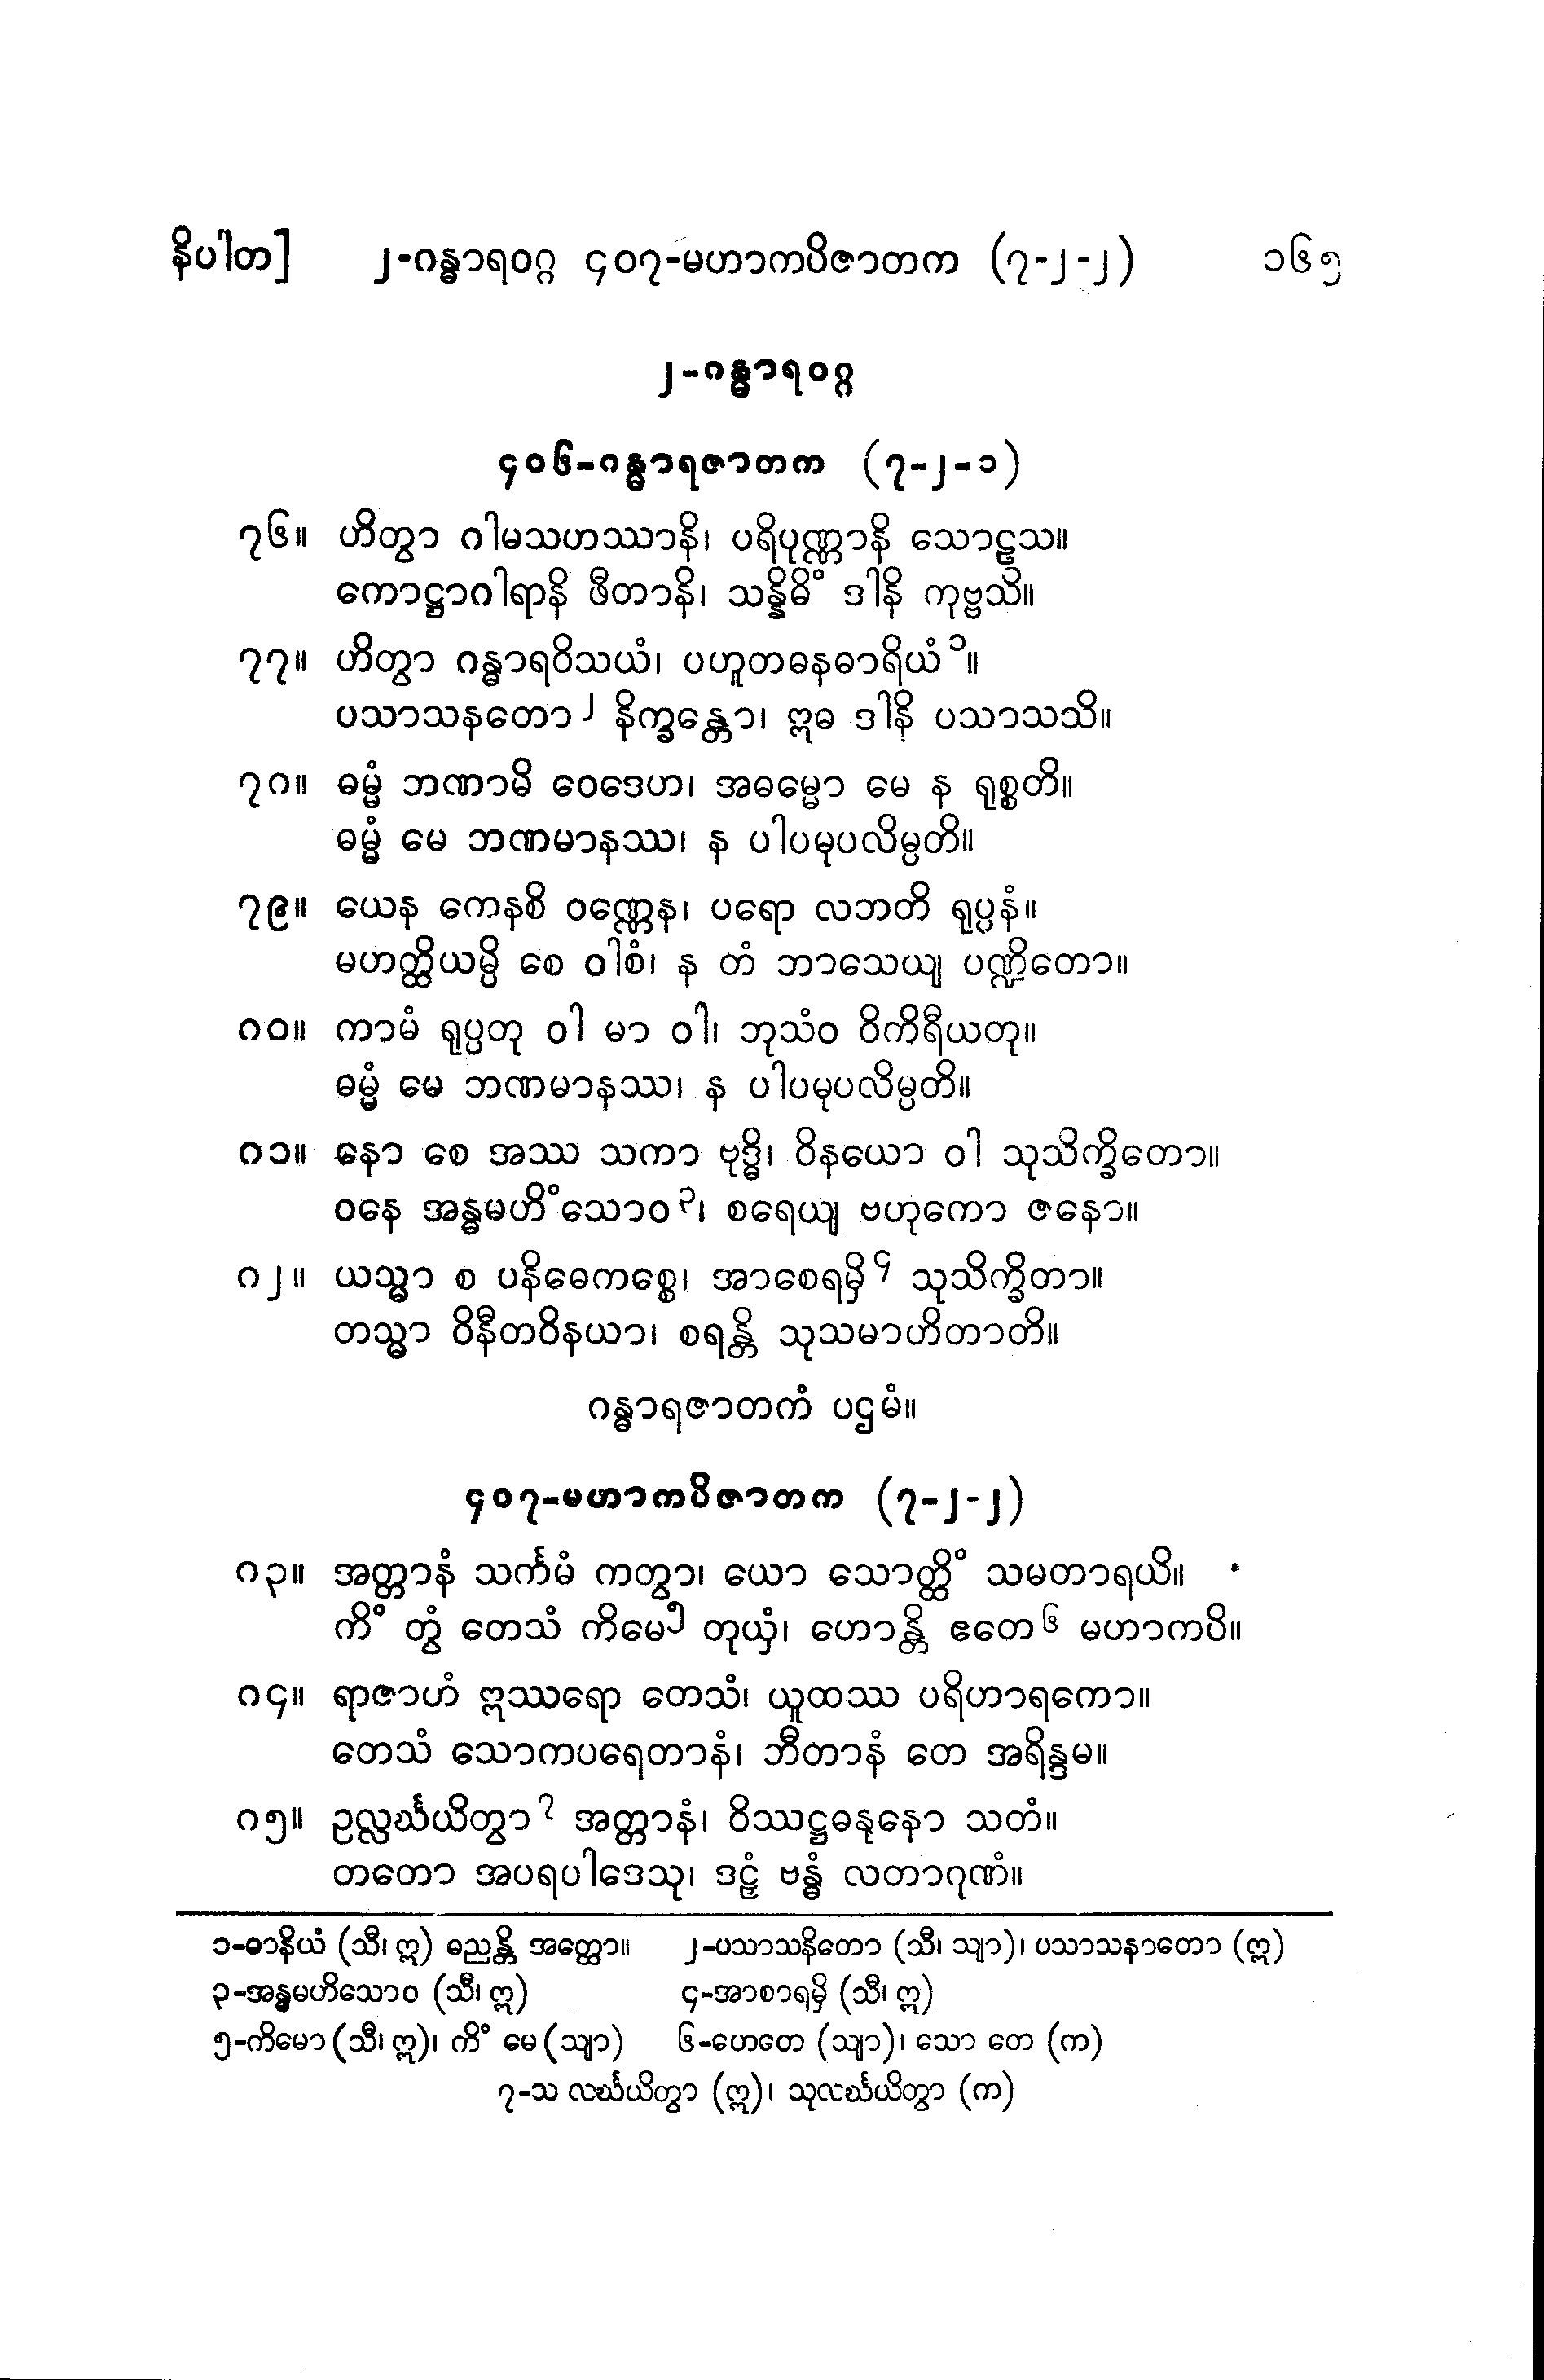 နိပါတ] ၂-ဂန္ဓာရဝဂ္ဂ ၄၀၇-မဟာကပိဇာတက (၇-၂-၂) ၁၆၅
၂-ဂန္ဓာရဝဂ္ဂ
၄၀၆-ဂန္ဓာရဇာတက (၇-၂-၁)
၇၆။ ဟိတွာ ဂါမသဟဿာနိ၊ ပရိပုဏ္ဏာနိ သောဠသ။
ကောဋ္ဌာဂါရာနိ ဖီတာနိ၊ သန္နိဓိံ ဒါနိ ကုဗ္ဗသိ။
၇၇။ ဟိတွာ ဂန္ဓာရဝိသယံ၊ ပဟူတဓနဓာရိယံ ၁။
ပသာသနတော ၂ နိက္ခန္တော၊ ဣဓ ဒါနိ ပသာသသိ။
၇၈။ ဓမ္မံ ဘဏာမိ ဝေဒေဟ၊ အဓမ္မော မေ န ရုစ္စတိ။
ဓမ္မံ မေ ဘဏမာနဿ၊ န ပါပမုပလိမ္ပတိ။
၇၉။ ယေန ကေနစိ ဝဏ္ဏေန၊ ပရော လဘတိ ရုပ္ပနံ။
မဟတ္ထိယမ္ပိ စေ ဝါစံ၊ န တံ ဘာသေယျ ပဏ္ဍိတော။
၈၀။ ကာမံ ရုပ္ပတု ဝါ မာ ဝါ၊ ဘုသံဝ ဝိကိရီယတု။
ဓမ္မံ မေ ဘဏမာနဿ၊ န ပါပမုပလိမ္ပတိ။
၈၁။ နော စေ အဿ သကာ ဗုဒ္ဓိ၊ ဝိနယော ဝါ သုသိက္ခိတော။
ဝနေ အန္ဓမဟိံသောဝ ၃၊ စရေယျ ဗဟုကော ဇနော။
၈၂။ ယသ္မာ စ ပနိဓေကစ္စေ၊ အာစေရမှိ ၄ သုသိက္ခိတာ။
တသ္မာ ဝိနီတဝိနယာ၊ စရန္တိ သုသမာဟိတာတိ။
ဂန္ဓာရဇာတကံ ပဌမံ။
၄၀၇-မဟာကပိဇာတက (၇-၂-၂)
၈၃။ အတ္တာနံ သင်္ကမံ ကတွာ၊ ယော သောတ္ထိံ သမတာရယိ။
ကိံ တွံ တေသံ ကိမေ ၅ တုယှံ၊ ဟောန္တိ ဧတေ ၆ မဟာကပိ။
၈၄။ ရာဇာဟံ ဣဿရော တေသံ၊ ယူထဿ ပရိဟာရကော။
တေသံ သောကပရေတာနံ၊ ဘီတာနံ တေ အရိန္ဒမ။
၈၅။ ဥလ္လင်္ဃယိတွာ ၇ အတ္တာနံ၊ ဝိဿဋ္ဌဓနုနော သတံ။
တတော အပရပါဒေသု၊ ဒဠှံ ဗန္ဓံ လတာဂုဏံ။
၁-ဓာနိယံ (သီ၊ ဣ) ဓညန္တိ အတ္ထော။ ၂-ပသာသနိတော (သီ၊ သျာ)၊ ပသာသနာတော (ဣ)
၃-အန္ဓမဟိသောဝ (သီ၊ ဣ) ၄-အာစာရမှိ (သီ၊ ဣ)
၅-ကိမော (သီ၊ ဣ)၊ ကိံ မေ (သျာ) ၆-ဟေတေ (သျာ)၊ သော တေ (က)
၇-သ လင်္ဃယိတွာ (ဣ)၊ သုလင်္ဃယိတွာ (က)